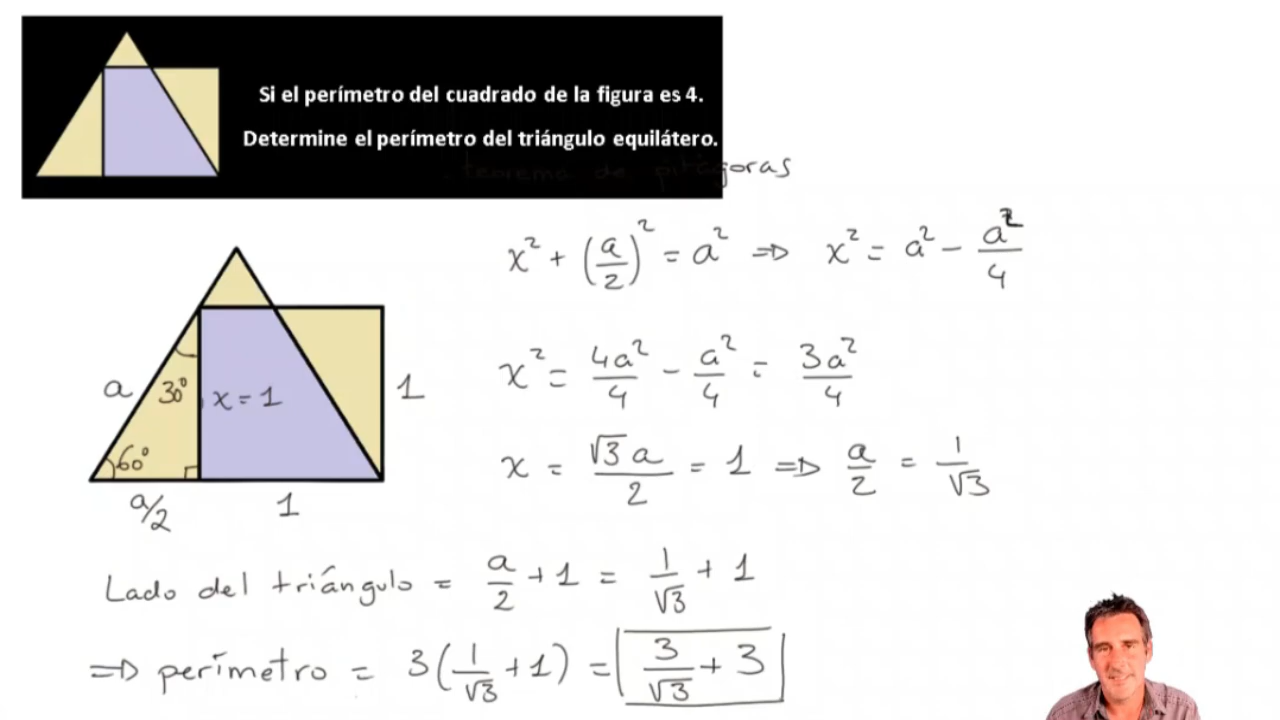 Si el perímetro del cuadrado de la figura es 4.
Determine el perímetro del triángulo equilátero.
teorema de pitágoras
x² + (a/2)² = a² ⇒ x² = a² - a²/4
x² = 4a²/4 - a²/4 = 3a²/4
a 30° x = 1 1
x = √3 a/2 = 1 ⇒ a/2 = 1/√3
60°
a/2 1
Lado del triángulo = a/2 + 1 = 1/√3 + 1
⇒ perímetro = 3(1/√3 + 1) = 3/√3 + 3